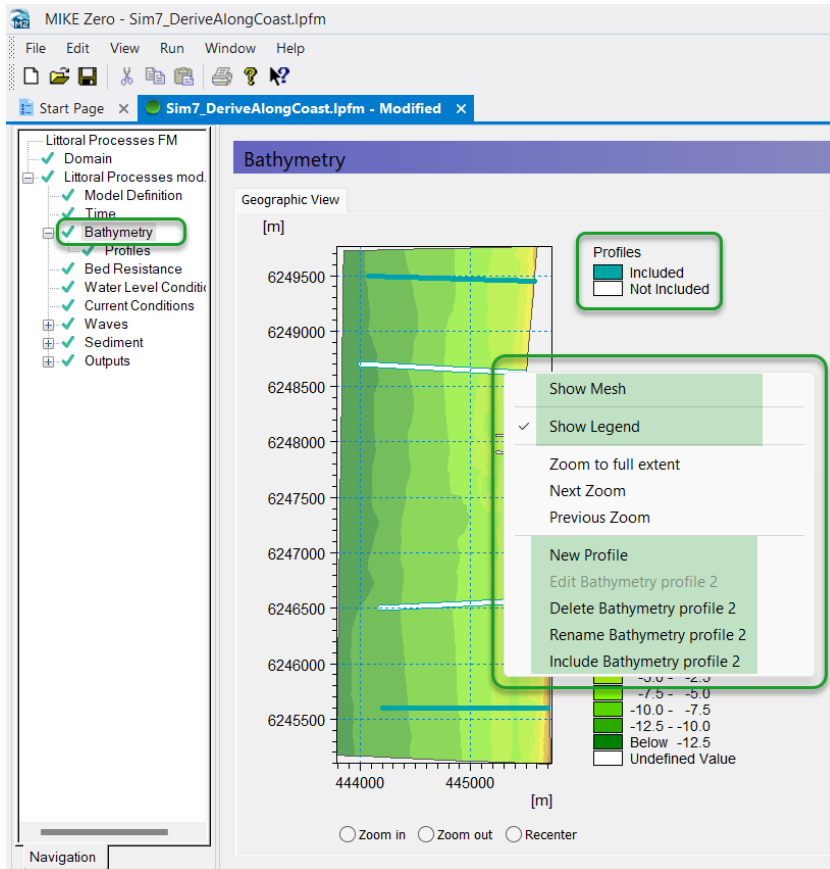 MIKE Zero - Sim7_DeriveAlongCoast.lpfm
File Edit View Run Window Help
Start Page Sim7_DeriveAlongCoast.lpfm - Modified
Littoral Processes FM
Domain
Littoral Processes mod.
Model Definition
Time
Bathymetry
Profiles
Bed Resistance
Water Level Conditi
Current Conditions
Waves
Sediment
Outputs
Navigation
Bathymetry
Geographic View
[m]
6249500
6249000
6248500
6248000
6247500
6247000
6246500
6246000
6245500
444000 445000
[m]
Profiles
Included
Not Included
Show Mesh
Show Legend
Zoom to full extent
Next Zoom
Previous Zoom
New Profile
Edit Bathymetry profile 2
Delete Bathymetry profile 2
Rename Bathymetry profile 2
Include Bathymetry profile 2
-5.0 - -2.5
-7.5 - -5.0
-10.0 - -7.5
-12.5 - -10.0
Below -12.5
Undefined Value
Zoom in Zoom out Recenter